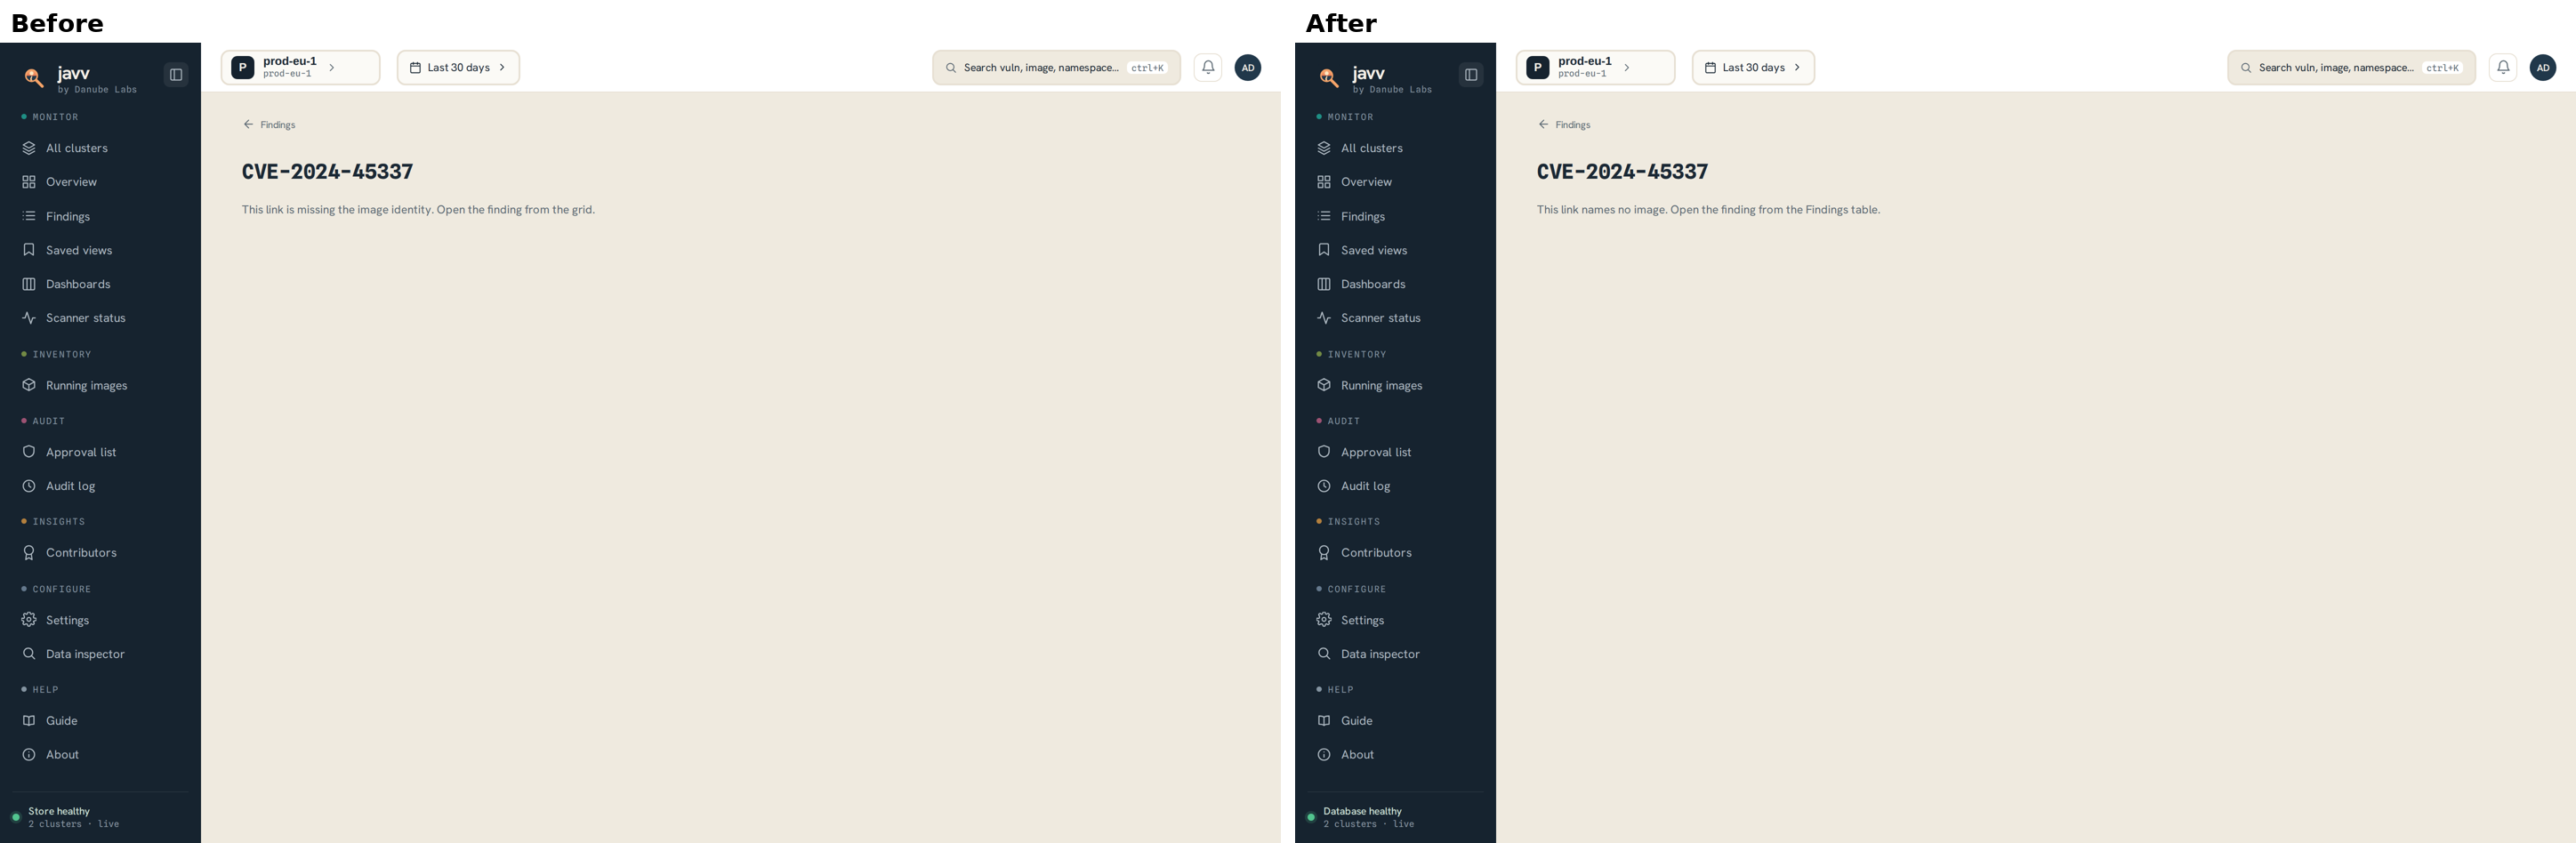 Before
javv
by Danube Labs
MONITOR
All clusters
Overview
Findings
Saved views
Dashboards
Scanner status
INVENTORY
Running images
AUDIT
Approval list
Audit log
INSIGHTS
Contributors
CONFIGURE
Settings
Data inspector
HELP
Guide
About
Store healthy
2 clusters · live
P
prod-eu-1
prod-eu-1
Last 30 days
Search vuln, image, namespace... ctrl+K
AD
Findings
CVE-2024-45337
This link is missing the image identity. Open the finding from the grid.
After
javv
by Danube Labs
MONITOR
All clusters
Overview
Findings
Saved views
Dashboards
Scanner status
INVENTORY
Running images
AUDIT
Approval list
Audit log
INSIGHTS
Contributors
CONFIGURE
Settings
Data inspector
HELP
Guide
About
Database healthy
2 clusters · live
P
prod-eu-1
prod-eu-1
Last 30 days
Search vuln, image, namespace... ctrl+K
AD
Findings
CVE-2024-45337
This link names no image. Open the finding from the Findings table.